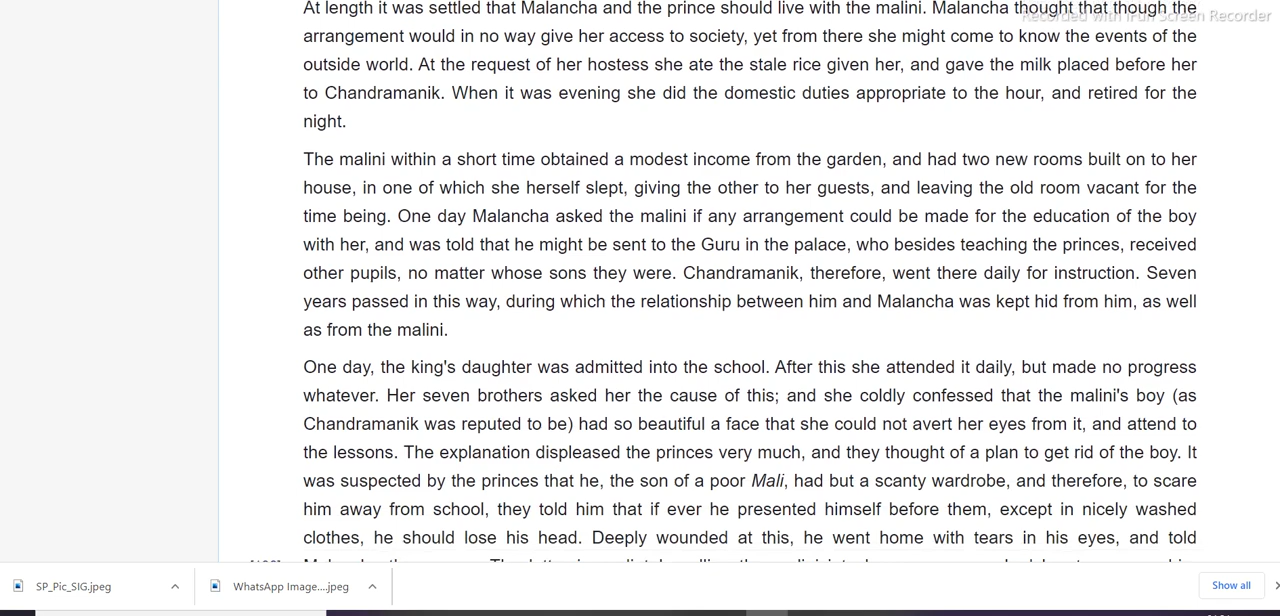 At length it was settled that Malancha and the prince should live with the malini. Malancha thought that though the
Recorded with iFun Screen Recorder
arrangement would in no way give her access to society, yet from there she might come to know the events of the
outside world. At the request of her hostess she ate the stale rice given her, and gave the milk placed before her
to Chandramanik. When it was evening she did the domestic duties appropriate to the hour, and retired for the
night.
The malini within a short time obtained a modest income from the garden, and had two new rooms built on to her
house, in one of which she herself slept, giving the other to her guests, and leaving the old room vacant for the
time being. One day Malancha asked the malini if any arrangement could be made for the education of the boy
with her, and was told that he might be sent to the Guru in the palace, who besides teaching the princes, received
other pupils, no matter whose sons they were. Chandramanik, therefore, went there daily for instruction. Seven
years passed in this way, during which the relationship between him and Malancha was kept hid from him, as well
as from the malini.
One day, the king's daughter was admitted into the school. After this she attended it daily, but made no progress
whatever. Her seven brothers asked her the cause of this; and she coldly confessed that the malini's boy (as
Chandramanik was reputed to be) had so beautiful a face that she could not avert her eyes from it, and attend to
the lessons. The explanation displeased the princes very much, and they thought of a plan to get rid of the boy. It
was suspected by the princes that he, the son of a poor Mali, had but a scanty wardrobe, and therefore, to scare
him away from school, they told him that if ever he presented himself before them, except in nicely washed
clothes, he should lose his head. Deeply wounded at this, he went home with tears in his eyes, and told
SP_Pic_SIG.jpeg
WhatsApp Image....jpeg
Show all